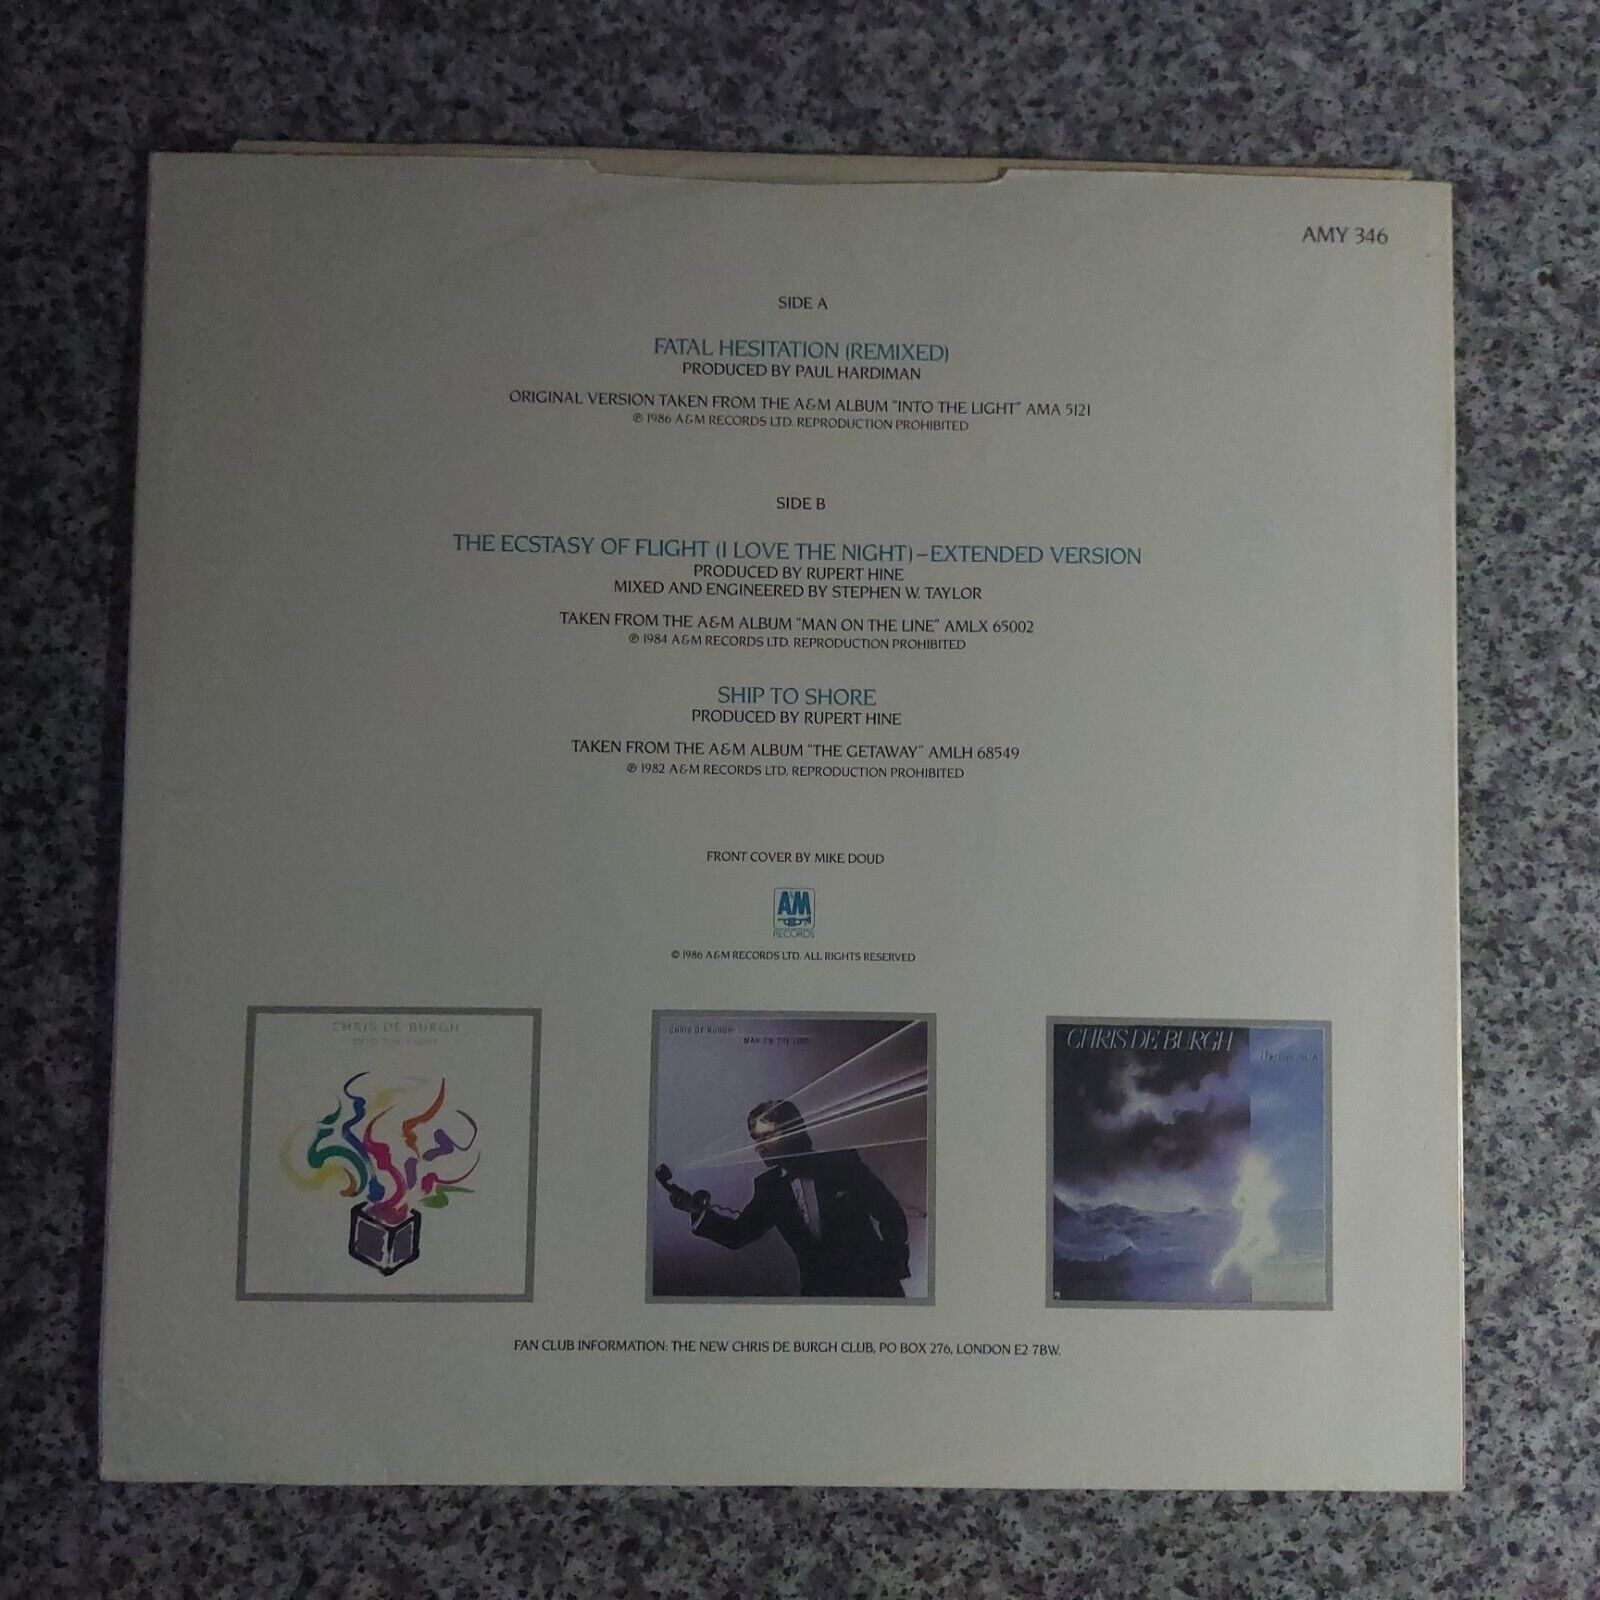 AMY 346
SIDE A
FATAL HESITATION (REMIXED)
PRODUCED BY PAUL HARDIMAN
ORIGINAL VERSION TAKEN FROM THE A&M ALBUM "INTO THE LIGHT" AMA 5121
℗ 1986 A&M RECORDS LTD. REPRODUCTION PROHIBITED
SIDE B
THE ECSTASY OF FLIGHT (I LOVE THE NIGHT) – EXTENDED VERSION
PRODUCED BY RUPERT HINE
MIXED AND ENGINEERED BY STEPHEN W. TAYLOR
TAKEN FROM THE A&M ALBUM "MAN ON THE LINE" AMLX 65002
℗ 1984 A&M RECORDS LTD. REPRODUCTION PROHIBITED
SHIP TO SHORE
PRODUCED BY RUPERT HINE
TAKEN FROM THE A&M ALBUM "THE GETAWAY" AMLH 68549
℗ 1982 A&M RECORDS LTD. REPRODUCTION PROHIBITED
FRONT COVER BY MIKE DOUD
A&M
RECORDS
© 1986 A&M RECORDS LTD. ALL RIGHTS RESERVED
CHRIS DE BURGH
INTO THE LIGHT
CHRIS DE BURGH
MAN ON THE LINE
CHRIS DE BURGH
The Getaway
FAN CLUB INFORMATION: THE NEW CHRIS DE BURGH CLUB, PO BOX 276, LONDON E2 7BW.